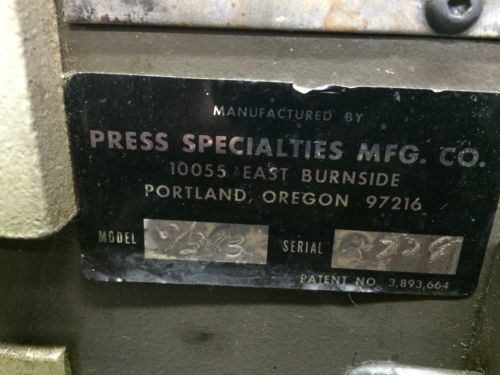 MANUFACTURED BY
PRESS SPECIALTIES MFG. CO.
10055 EAST BURNSIDE
PORTLAND, OREGON 97216
MODEL SERIAL
PATENT NO. 3,893,664